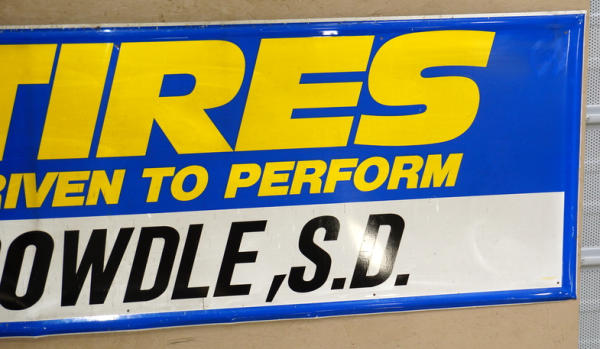 TIRES
RIVEN TO PERFORM
OWDLE, S.D.